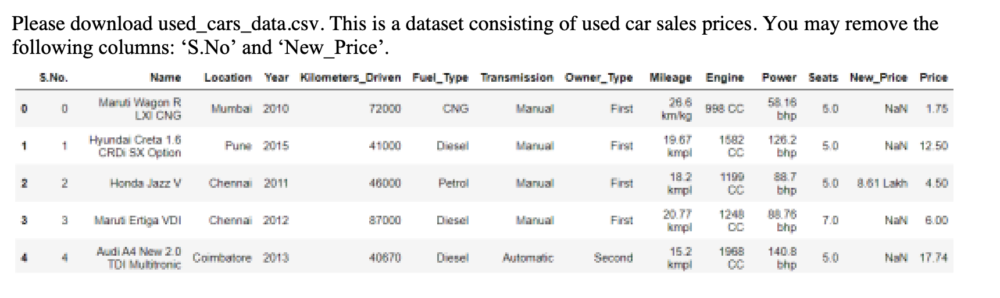 Please download used_cars_data.csv. This is a dataset consisting of used car sales prices. You may remove the
following columns: ‘S.No’ and ‘New_Price’.
S.No. Name Location Year Kilometers_Driven Fuel_Type Transmission Owner_Type Mileage Engine Power Seats New_Price Price
0 0 Maruti Wagon R LXI CNG Mumbai 2010 72000 CNG Manual First 26.6 km/kg 998 CC 58.16 bhp 5.0 NaN 1.75
1 1 Hyundai Creta 1.6 CRDi SX Option Pune 2015 41000 Diesel Manual First 19.67 kmpl 1582 CC 126.2 bhp 5.0 NaN 12.50
2 2 Honda Jazz V Chennai 2011 46000 Petrol Manual First 18.2 kmpl 1199 CC 88.7 bhp 5.0 8.61 Lakh 4.50
3 3 Maruti Ertiga VDI Chennai 2012 87000 Diesel Manual First 20.77 kmpl 1248 CC 88.76 bhp 7.0 NaN 6.00
4 4 Audi A4 New 2.0 TDI Multitronic Coimbatore 2013 40670 Diesel Automatic Second 15.2 kmpl 1968 CC 140.8 bhp 5.0 NaN 17.74